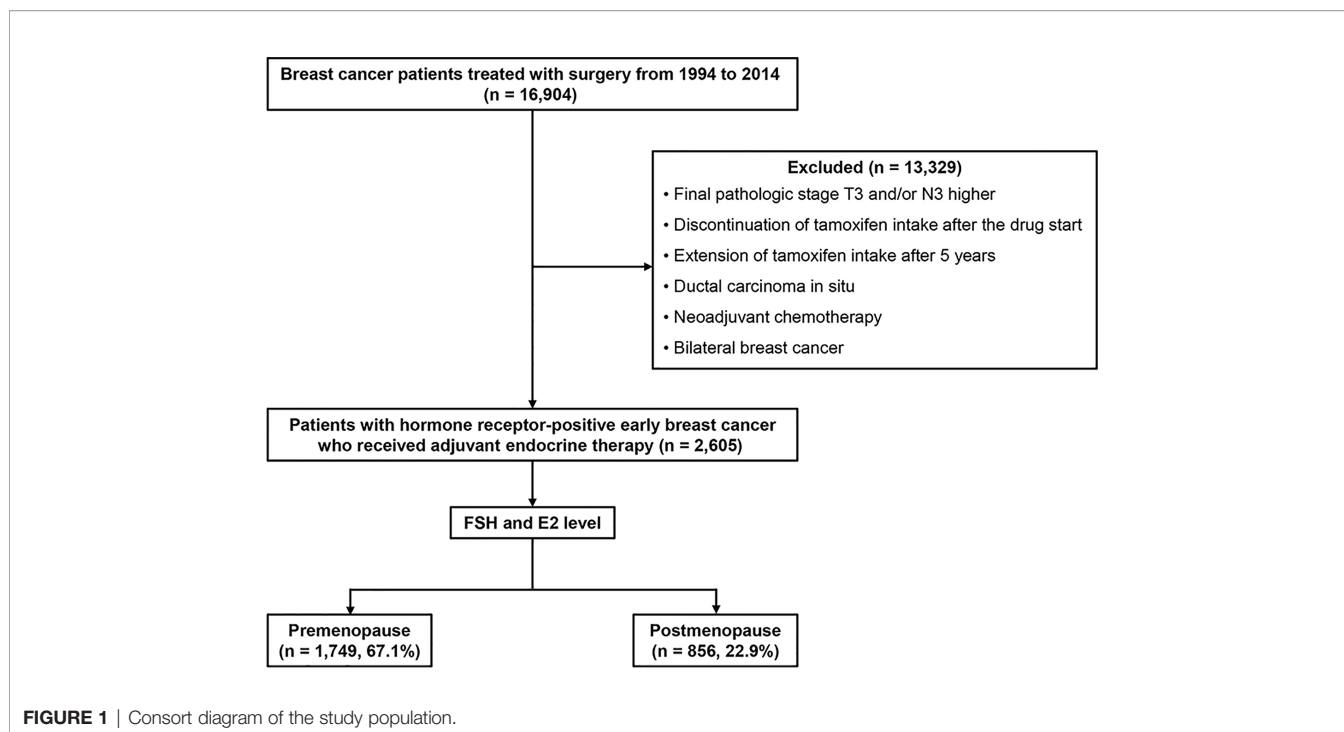 Breast cancer patients treated with surgery from 1994 to 2014
(n = 16,904)
Excluded (n = 13,329)
• Final pathologic stage T3 and/or N3 higher
• Discontinuation of tamoxifen intake after the drug start
• Extension of tamoxifen intake after 5 years
• Ductal carcinoma in situ
• Neoadjuvant chemotherapy
• Bilateral breast cancer
Patients with hormone receptor-positive early breast cancer
who received adjuvant endocrine therapy (n = 2,605)
FSH and E2 level
Premenopause
(n = 1,749, 67.1%)
Postmenopause
(n = 856, 22.9%)
FIGURE 1 | Consort diagram of the study population.